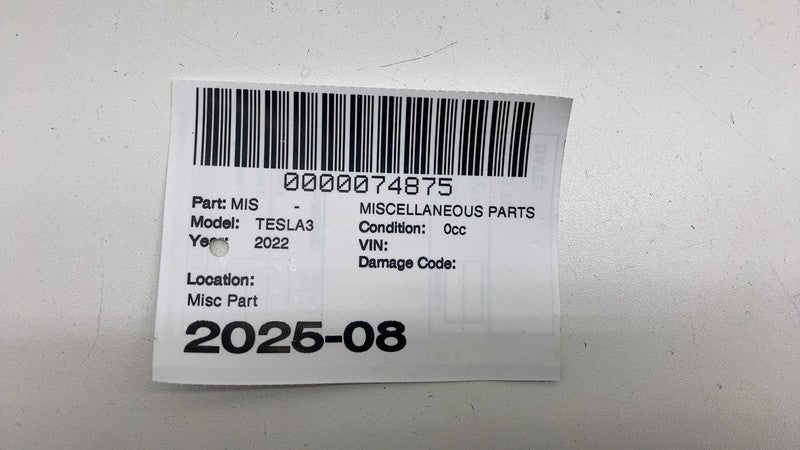 0000074875
Part: MIS - MISCELLANEOUS PARTS
Model: TESLA3 Condition: 0cc
Year: 2022 VIN:
Damage Code:
Location:
Misc Part
2025-08